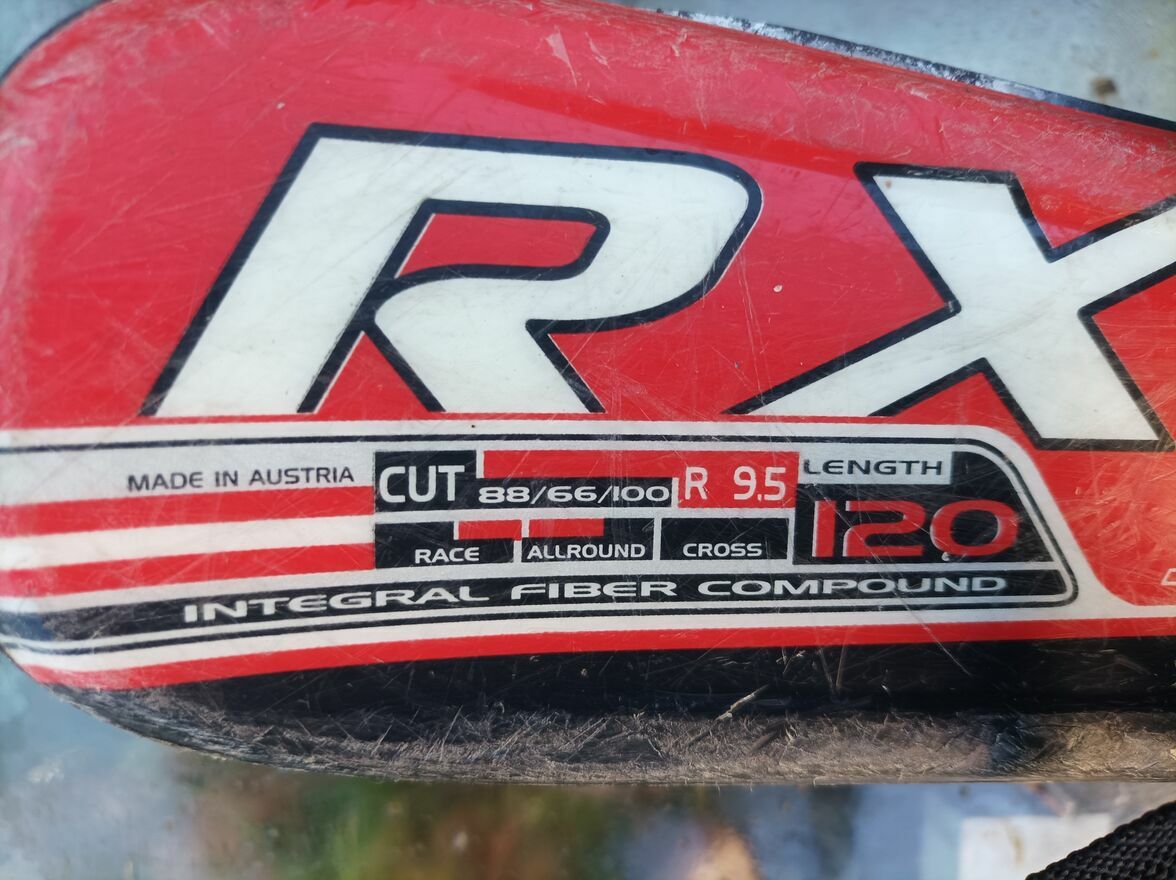 RX
MADE IN AUSTRIA
CUT 88/66/100 R 9.5
LENGTH
120
RACE ALLROUND CROSS
INTEGRAL FIBER COMPOUND